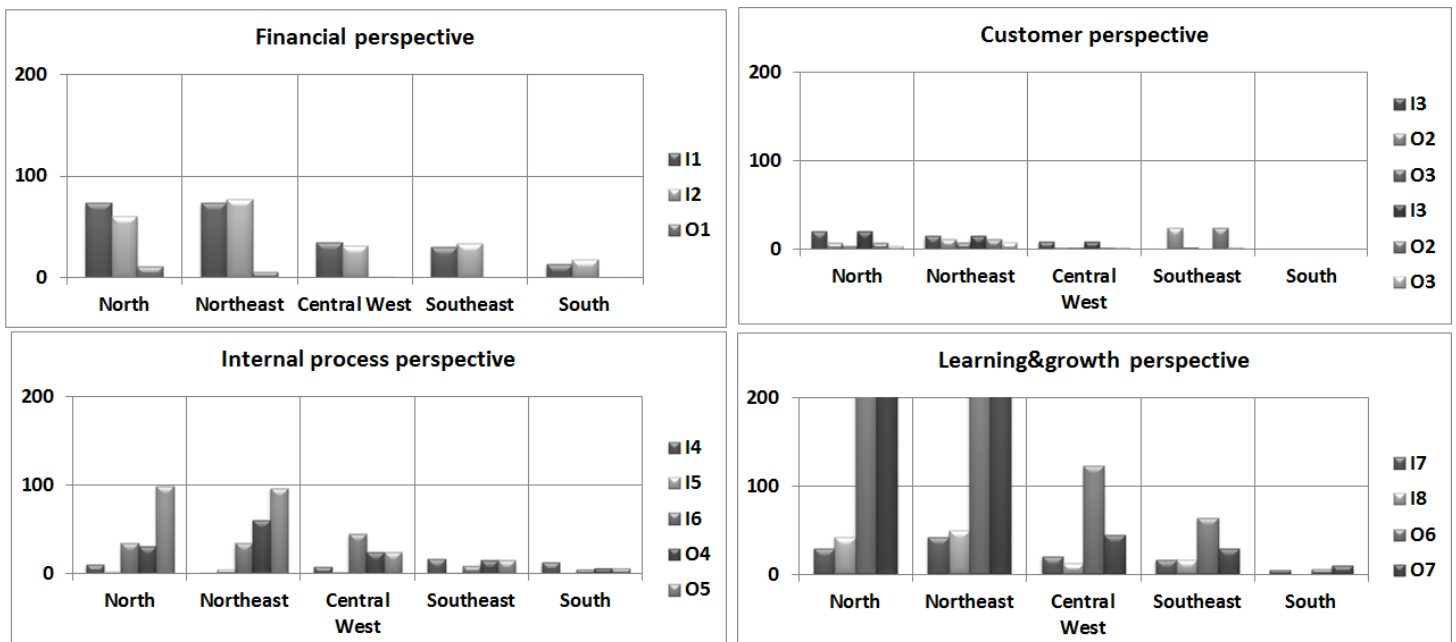 Financial perspective
200
100
0
North Northeast Central West Southeast South
I1
I2
O1
Customer perspective
200
100
0
North Northeast Central Southeast South
West
I3
O2
O3
I3
O2
O3
Internal process perspective
200
100
0
North Northeast Central Southeast South
West
I4
I5
I6
O4
O5
Learning&growth perspective
200
100
0
North Northeast Central Southeast South
West
I7
I8
O6
O7